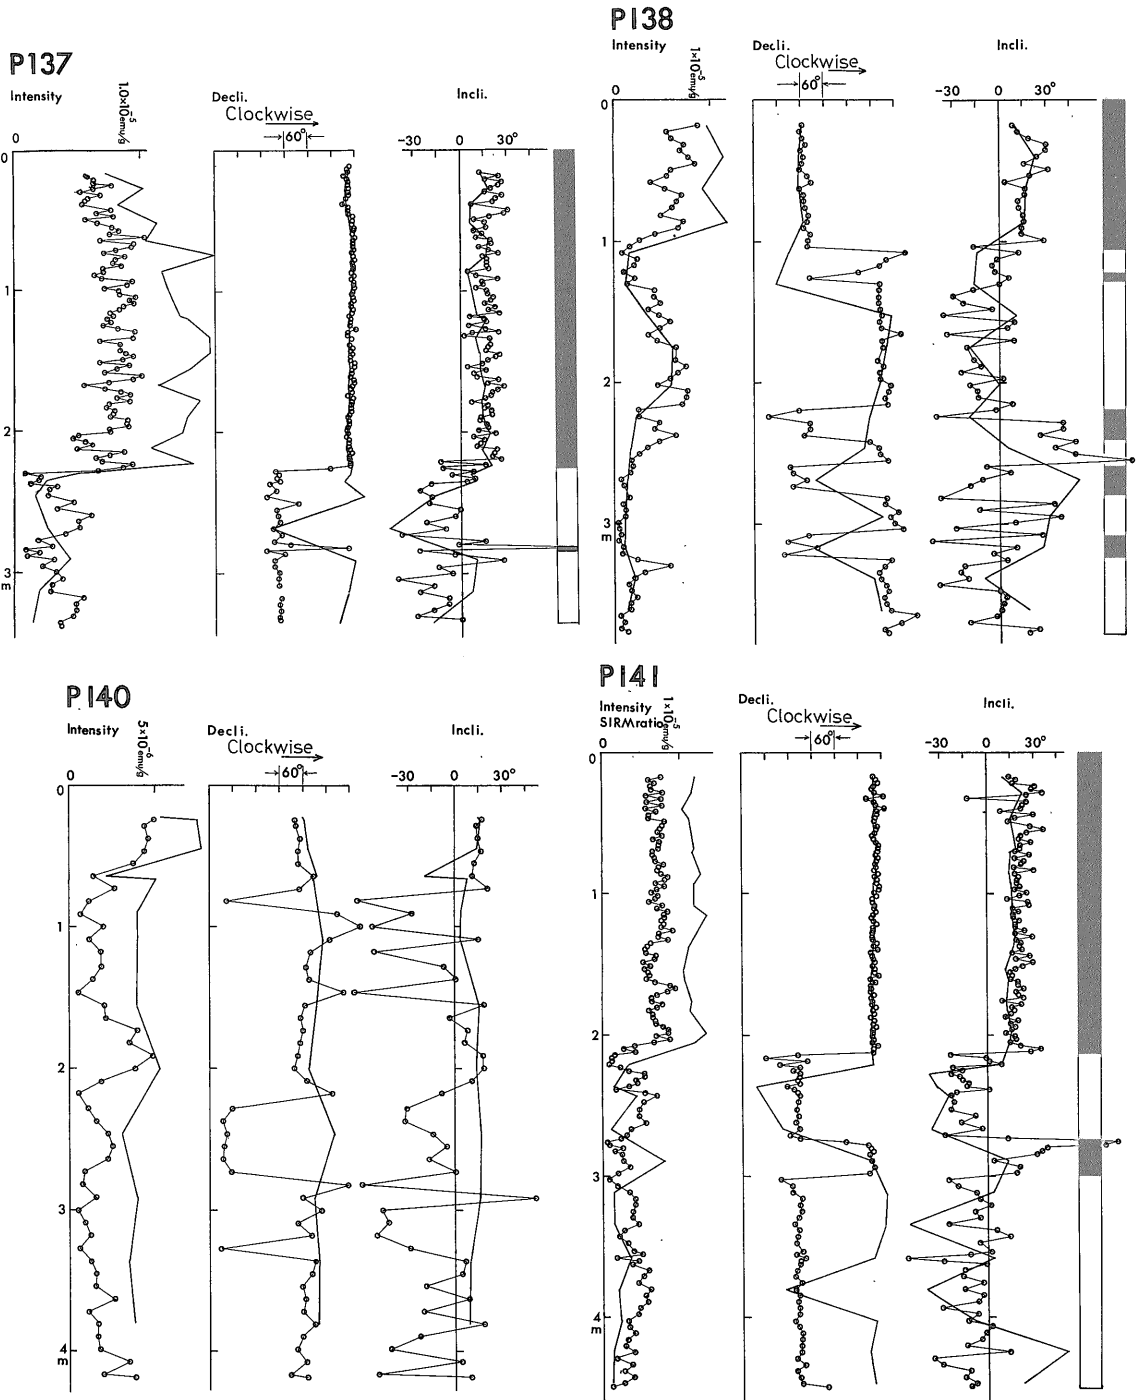 P137
Intensity
1.0×10⁻⁵emu/g
Decli.
Clockwise
60°
Incli.
0
-30 0 30°
0
1
2
3
m
P138
Intensity
1×10⁻⁵emu/g
Decli.
Clockwise
60°
Incli.
0
-30 0 30°
0
1
2
3
m
P140
Intensity
5×10⁻⁶emu/g
Decli.
Clockwise
60°
Incli.
0
-30 0 30°
0
1
2
3
4
m
P141
Intensity
SIRM ratio
1×10⁻⁵emu/g
Decli.
Clockwise
60°
Incli.
0
-30 0 30°
0
1
2
3
4
m